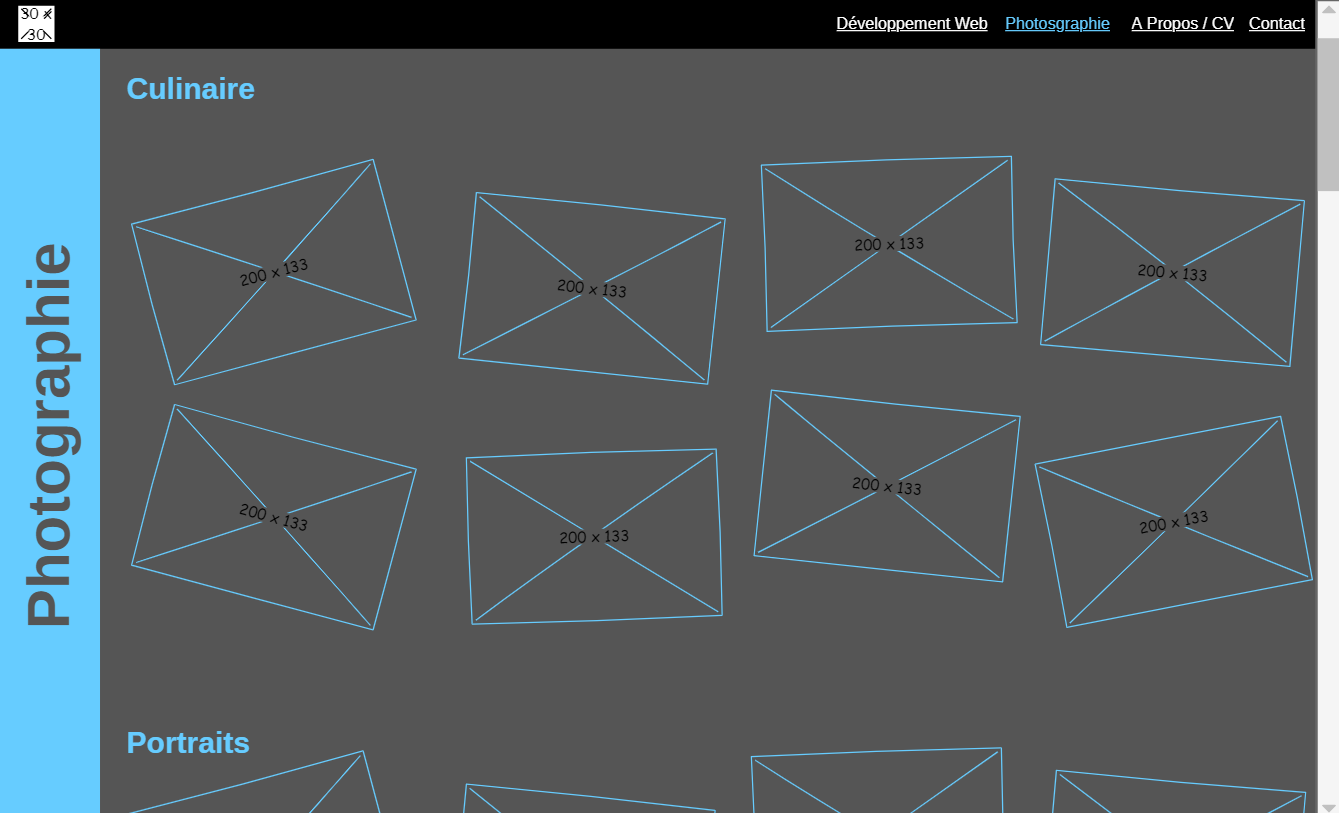 30 x
30
Développement Web
Photosgraphie
A Propos / CV
Contact
Photographie
Culinaire
200 x 133
200 x 133
200 x 133
200 x 133
200 x 133
200 x 133
200 x 133
200 x 133
Portraits